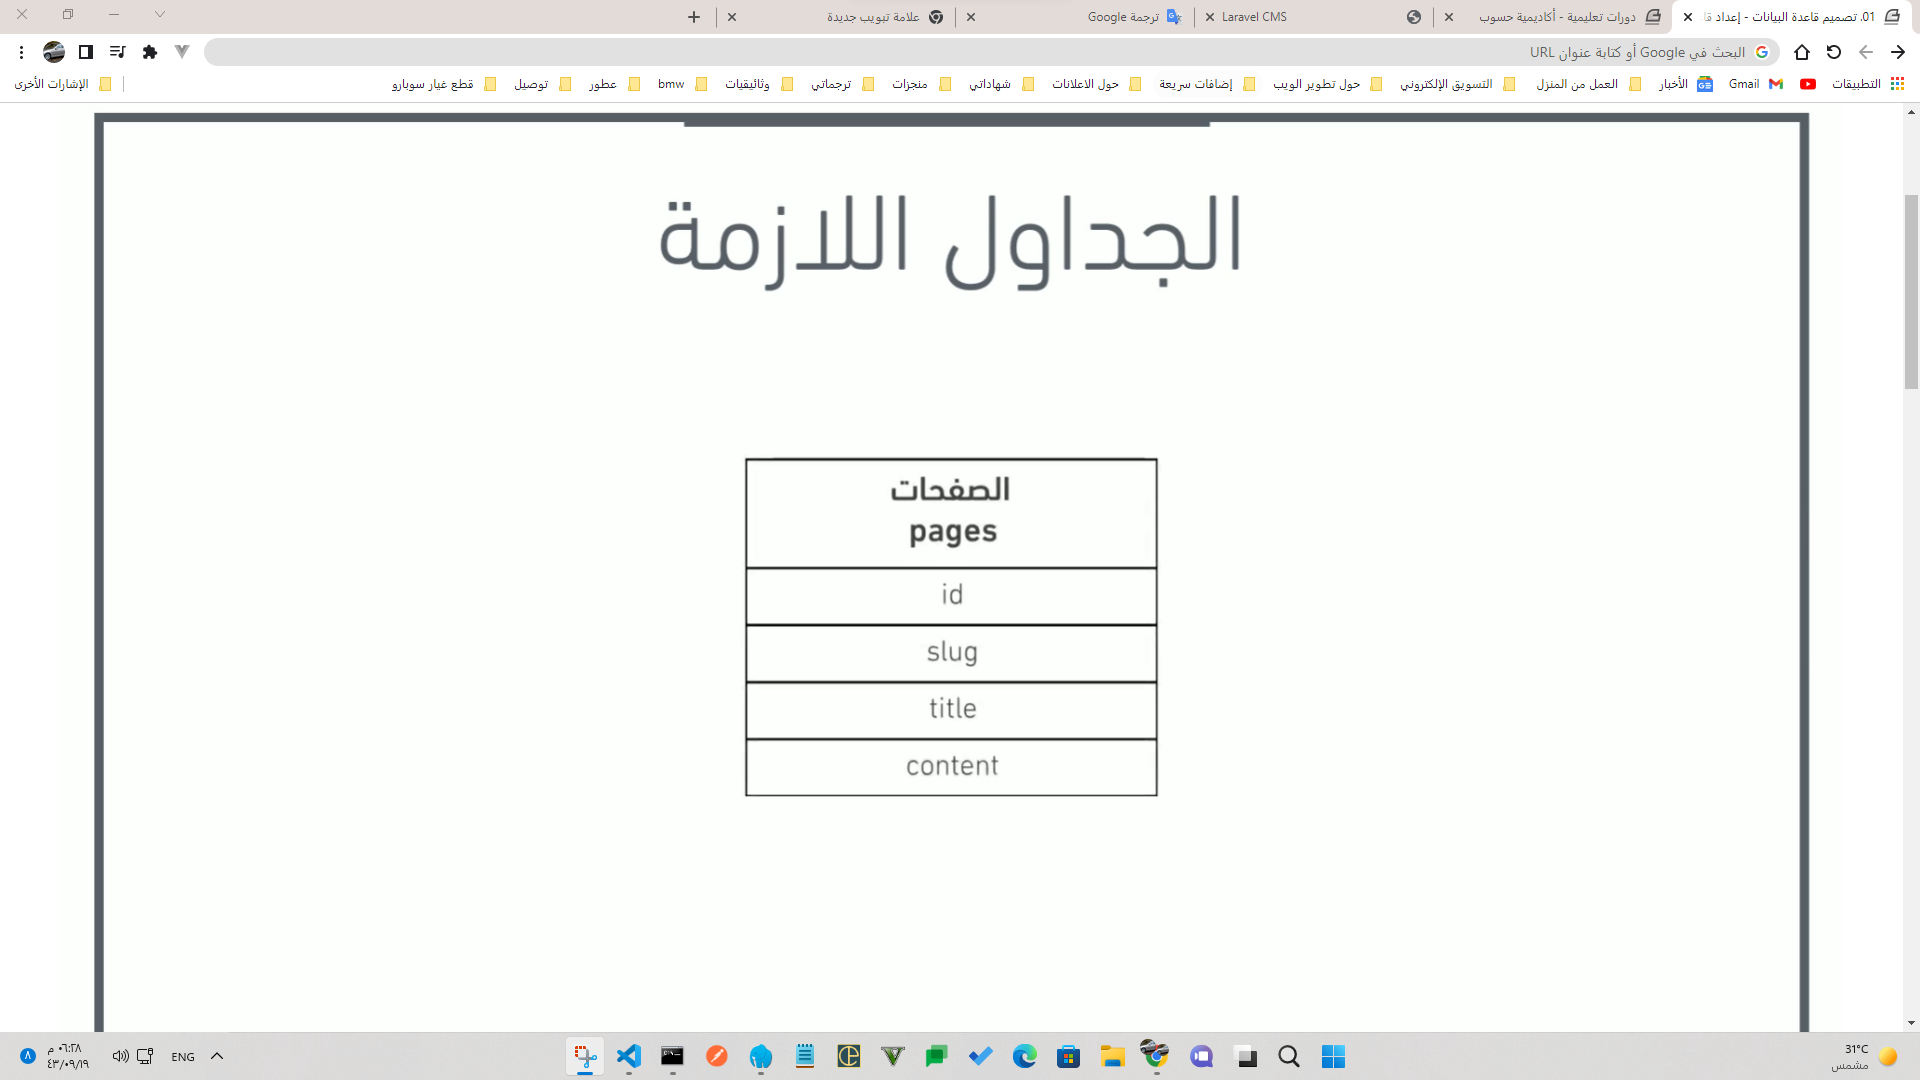 01. تصميم قاعدة البيانات - إعداد قا
دورات تعليمية - أكاديمية حسوب
Laravel CMS
ترجمة Google
علامة تبويب جديدة
البحث في Google أو كتابة عنوان URL
التطبيقات
Gmail
الأخبار
العمل من المنزل
التسويق الإلكتروني
حول تطوير الويب
إضافات سريعة
حول الاعلانات
شهاداتي
منجزات
ترجماتي
وثائيقيات
bmw
عطور
توصيل
قطع غيار سوبارو
الإشارات الأخرى
الجداول اللازمة
الصفحات
pages
id
slug
title
content
31°C
مشمس
ENG
٠٦:٢٨ م
٤٣/٠٩/١٩
٨